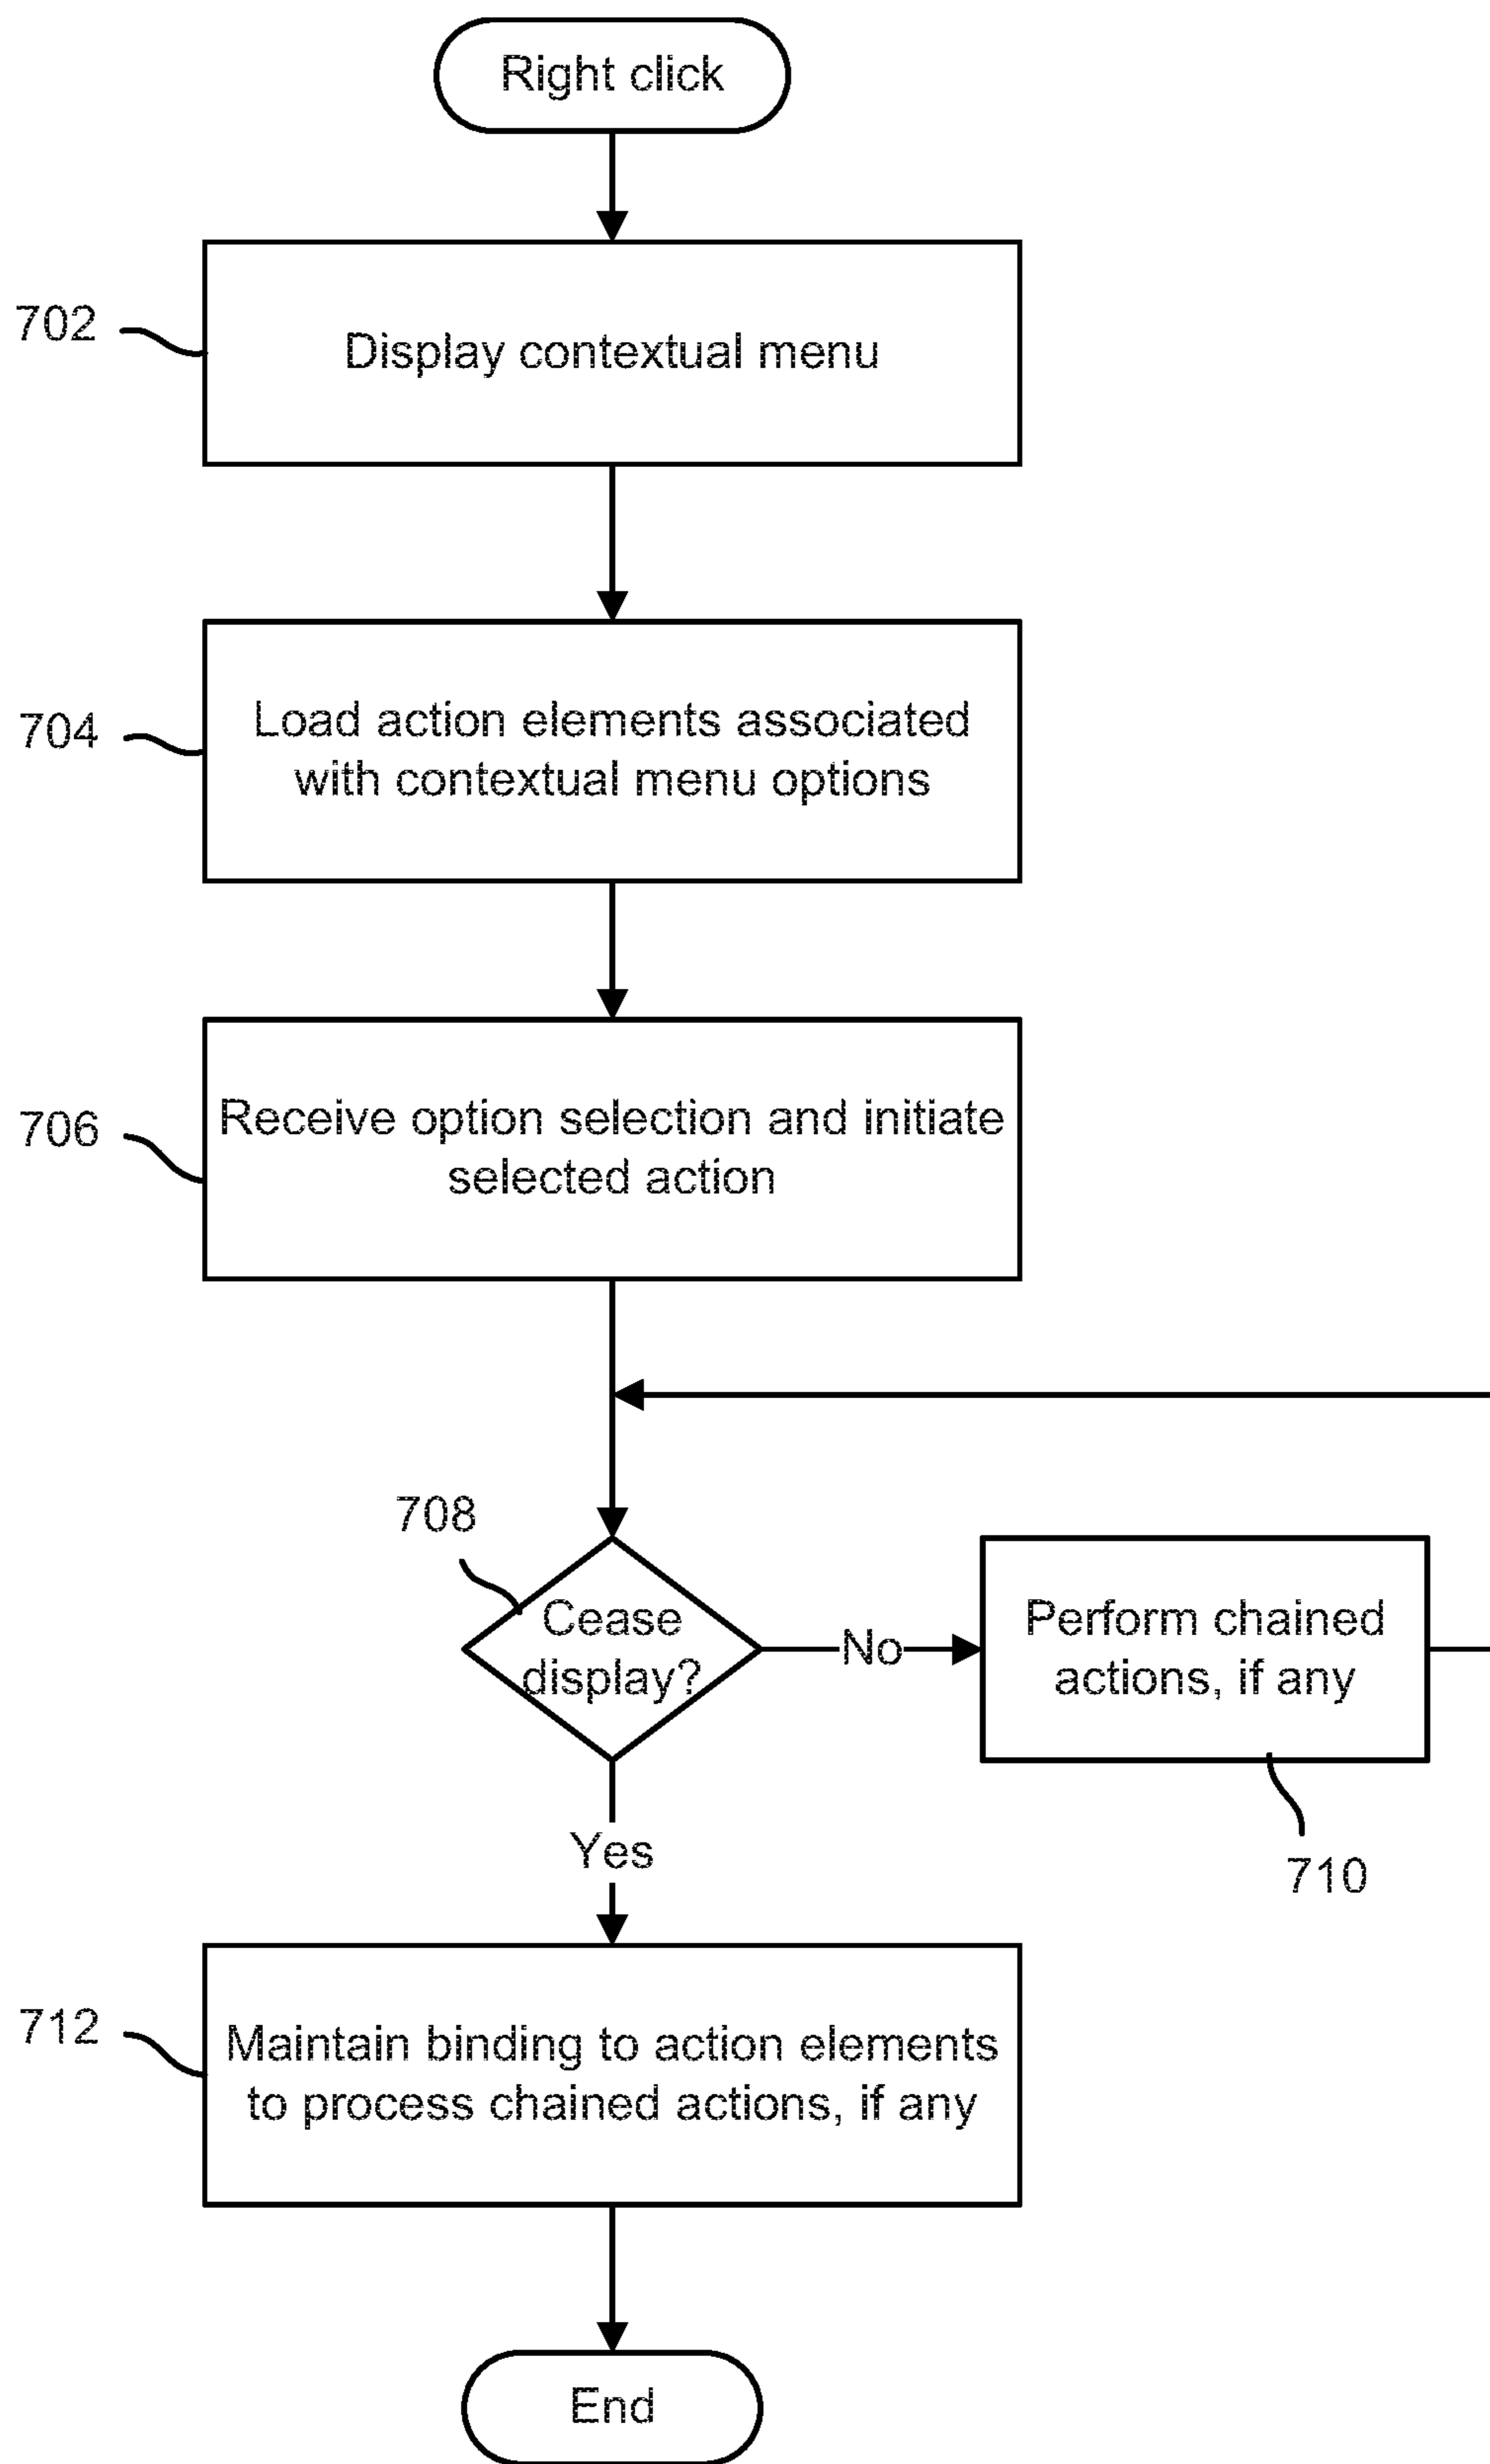 Right click
702
Display contextual menu
704
Load action elements associated
with contextual menu options
706
Receive option selection and initiate
selected action
708
Cease
display?
No
Perform chained
actions, if any
710
Yes
712
Maintain binding to action elements
to process chained actions, if any
End